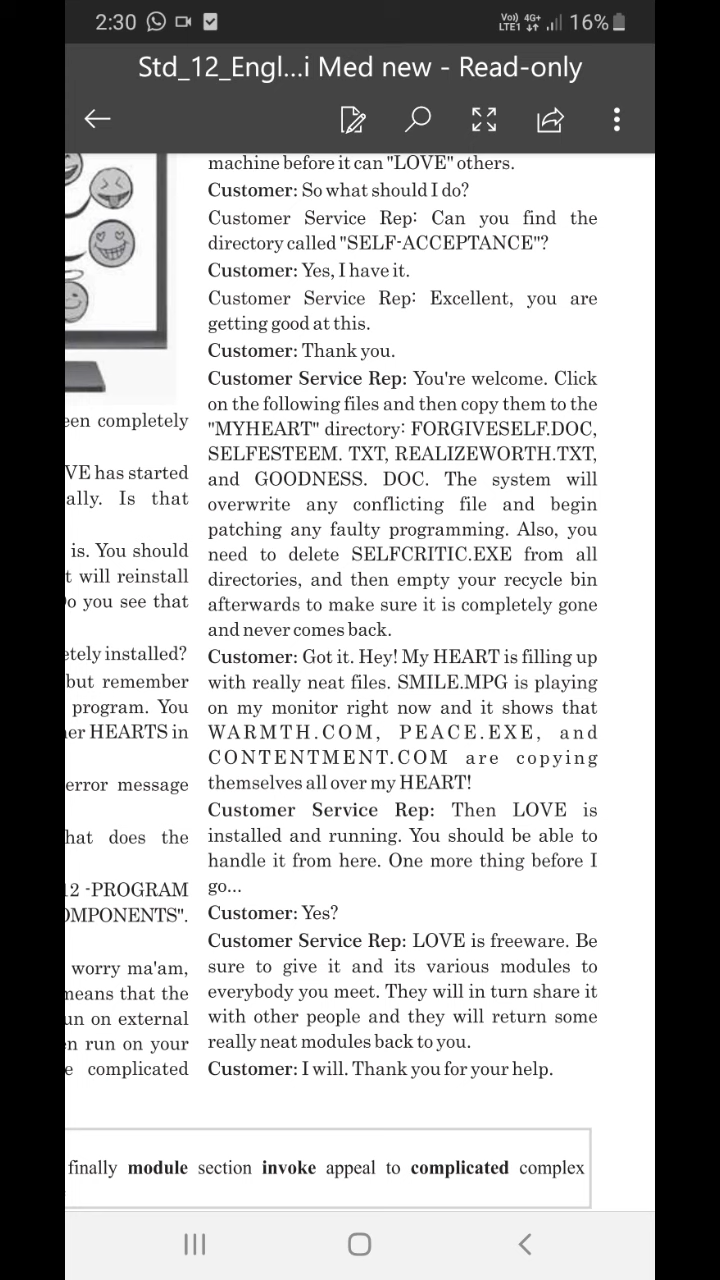 2:30
Vo)) 4G+
LTE1
16%
Std_12_Engl...i Med new - Read-only
een completely
VE has started
ally. Is that
is. You should
t will reinstall
o you see that
etely installed?
but remember
program. You
er HEARTS in
error message
hat does the
12 -PROGRAM
OMPONENTS".
worry ma'am,
means that the
un on external
n run on your
e complicated
machine before it can "LOVE" others.
Customer: So what should I do?
Customer Service Rep: Can you find the
directory called "SELF-ACCEPTANCE"?
Customer: Yes, I have it.
Customer Service Rep: Excellent, you are
getting good at this.
Customer: Thank you.
Customer Service Rep: You're welcome. Click
on the following files and then copy them to the
"MYHEART" directory: FORGIVESELF.DOC,
SELFESTEEM. TXT, REALIZEWORTH.TXT,
and GOODNESS. DOC. The system will
overwrite any conflicting file and begin
patching any faulty programming. Also, you
need to delete SELFCRITIC.EXE from all
directories, and then empty your recycle bin
afterwards to make sure it is completely gone
and never comes back.
Customer: Got it. Hey! My HEART is filling up
with really neat files. SMILE.MPG is playing
on my monitor right now and it shows that
WARMTH.COM, PEACE.EXE, and
CONTENTMENT.COM are copying
themselves all over my HEART!
Customer Service Rep: Then LOVE is
installed and running. You should be able to
handle it from here. One more thing before I
go...
Customer: Yes?
Customer Service Rep: LOVE is freeware. Be
sure to give it and its various modules to
everybody you meet. They will in turn share it
with other people and they will return some
really neat modules back to you.
Customer: I will. Thank you for your help.
finally module section invoke appeal to complicated complex